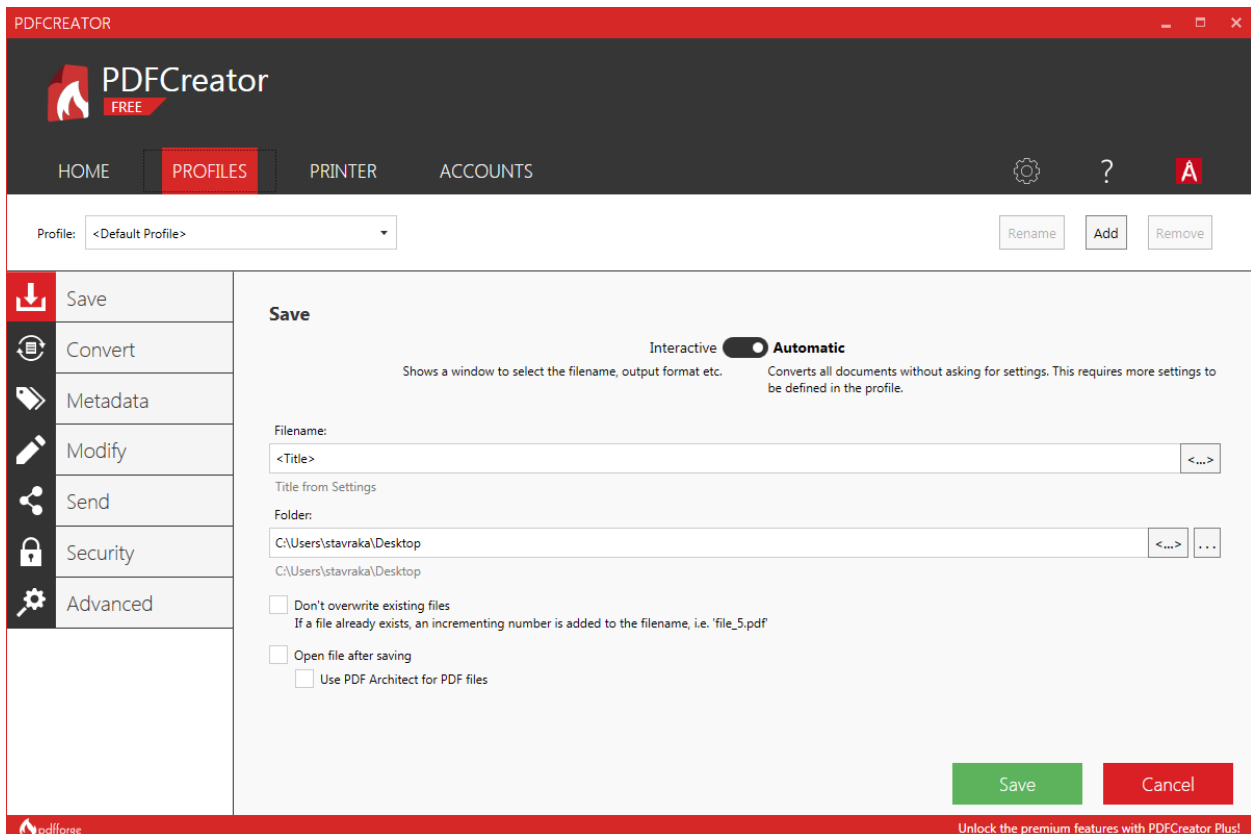 PDFCREATOR
PDFCreator
FREE
HOME PROFILES PRINTER ACCOUNTS ?
Profile: <Default Profile> Rename Add Remove
Save
Convert
Metadata
Modify
Send
Security
Advanced
Save
Interactive Automatic
Shows a window to select the filename, output format etc. Converts all documents without asking for settings. This requires more settings to
be defined in the profile.
Filename:
<Title> <...>
Title from Settings
Folder:
C:\Users\stavraka\Desktop <...> ...
C:\Users\stavraka\Desktop
Don't overwrite existing files
If a file already exists, an incrementing number is added to the filename, i.e. 'file_5.pdf'
Open file after saving
Use PDF Architect for PDF files
Save Cancel
pdfforge Unlock the premium features with PDFCreator Plus!